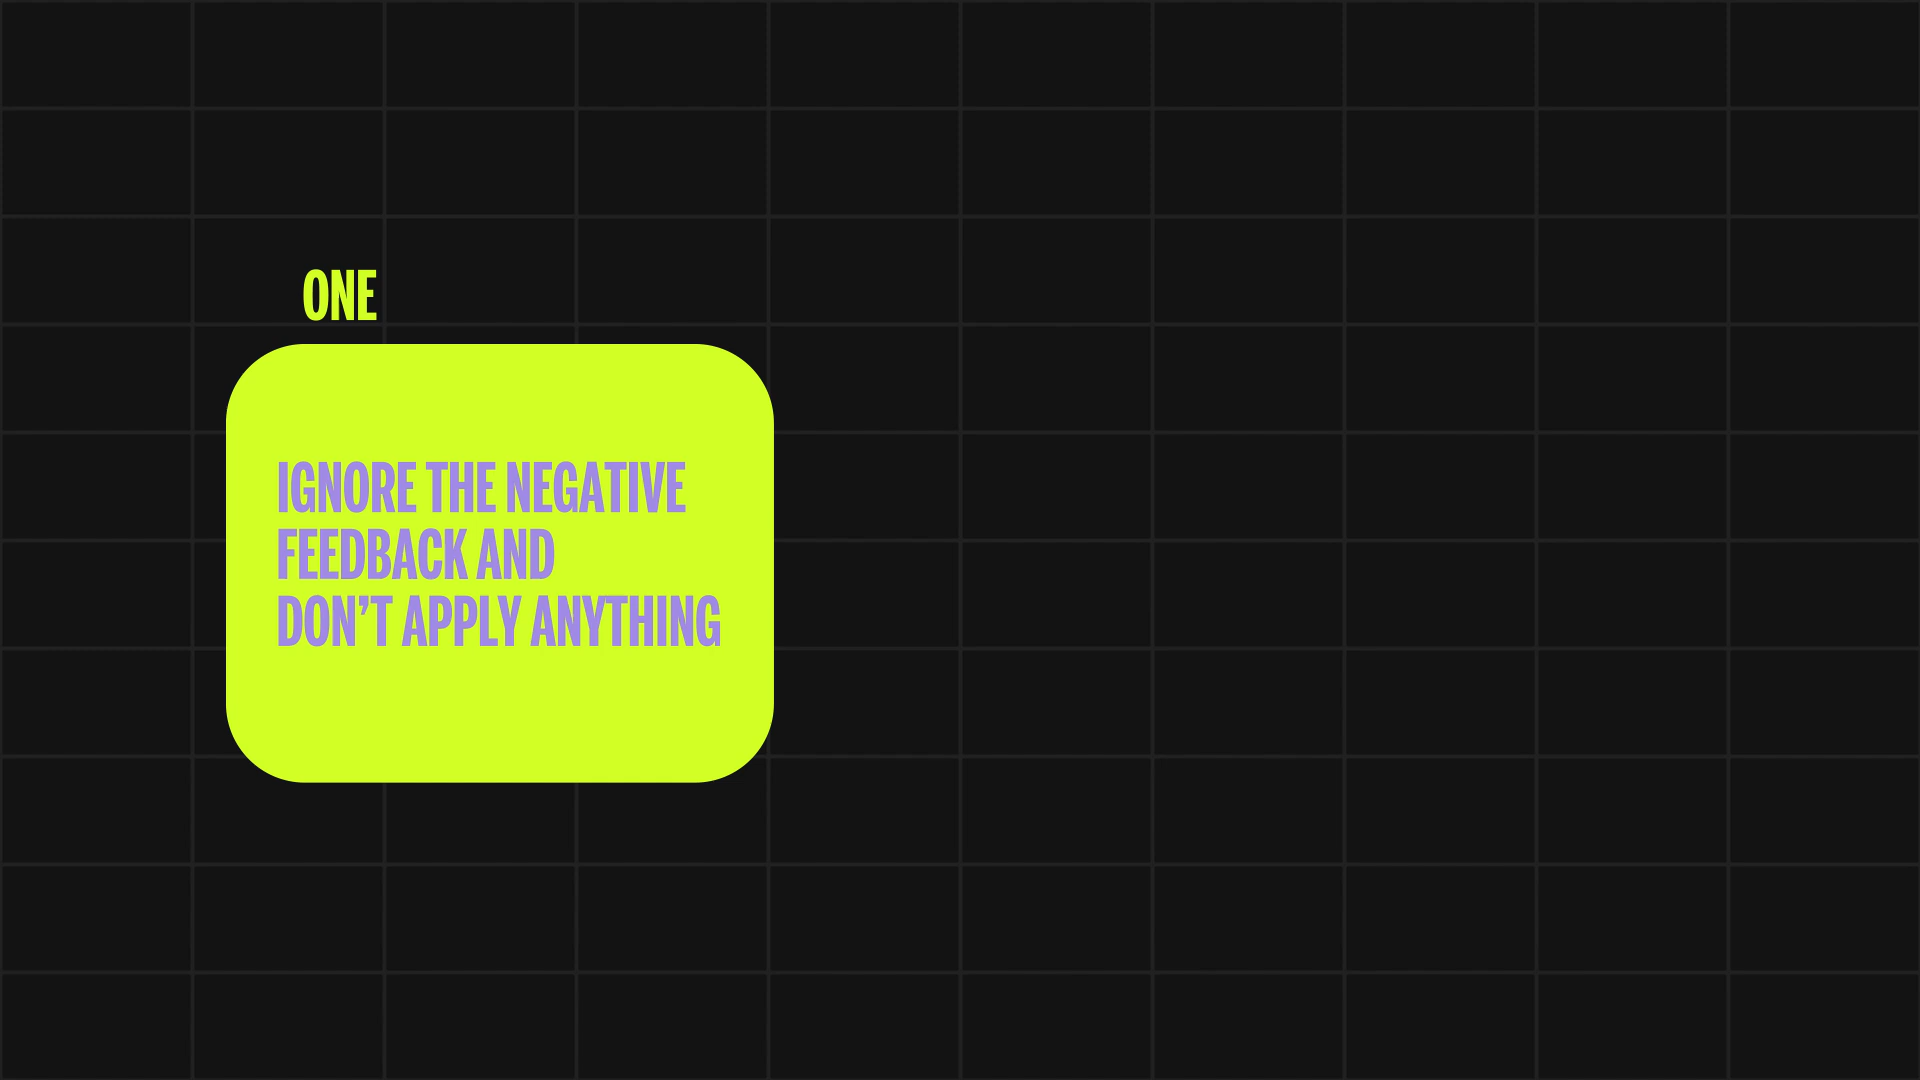 ONE
IGNORE THE NEGATIVE
FEEDBACK AND
DON’T APPLY ANYTHING